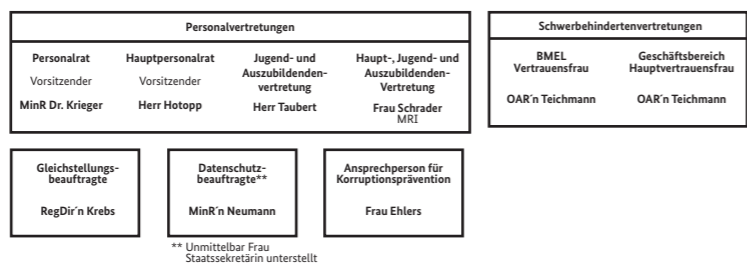 Personalvertretungen
Personalrat
Vorsitzender
MinR Dr. Krieger
Hauptpersonalrat
Vorsitzender
Herr Hotopp
Jugend- und
Auszubildenden-
vertretung
Herr Taubert
Haupt-, Jugend- und
Auszubildenden-
Vertretung
Frau Schrader
MRI
Schwerbehindertenvertretungen
BMEL
Vertrauensfrau
OAR´n Teichmann
Geschäftsbereich
Hauptvertrauensfrau
OAR´n Teichmann
Gleichstellungs-
beauftragte
RegDir´n Krebs
Datenschutz-
beauftragte**
MinR´n Neumann
Ansprechperson für
Korruptionsprävention
Frau Ehlers
** Unmittelbar Frau
Staatssekretärin unterstellt